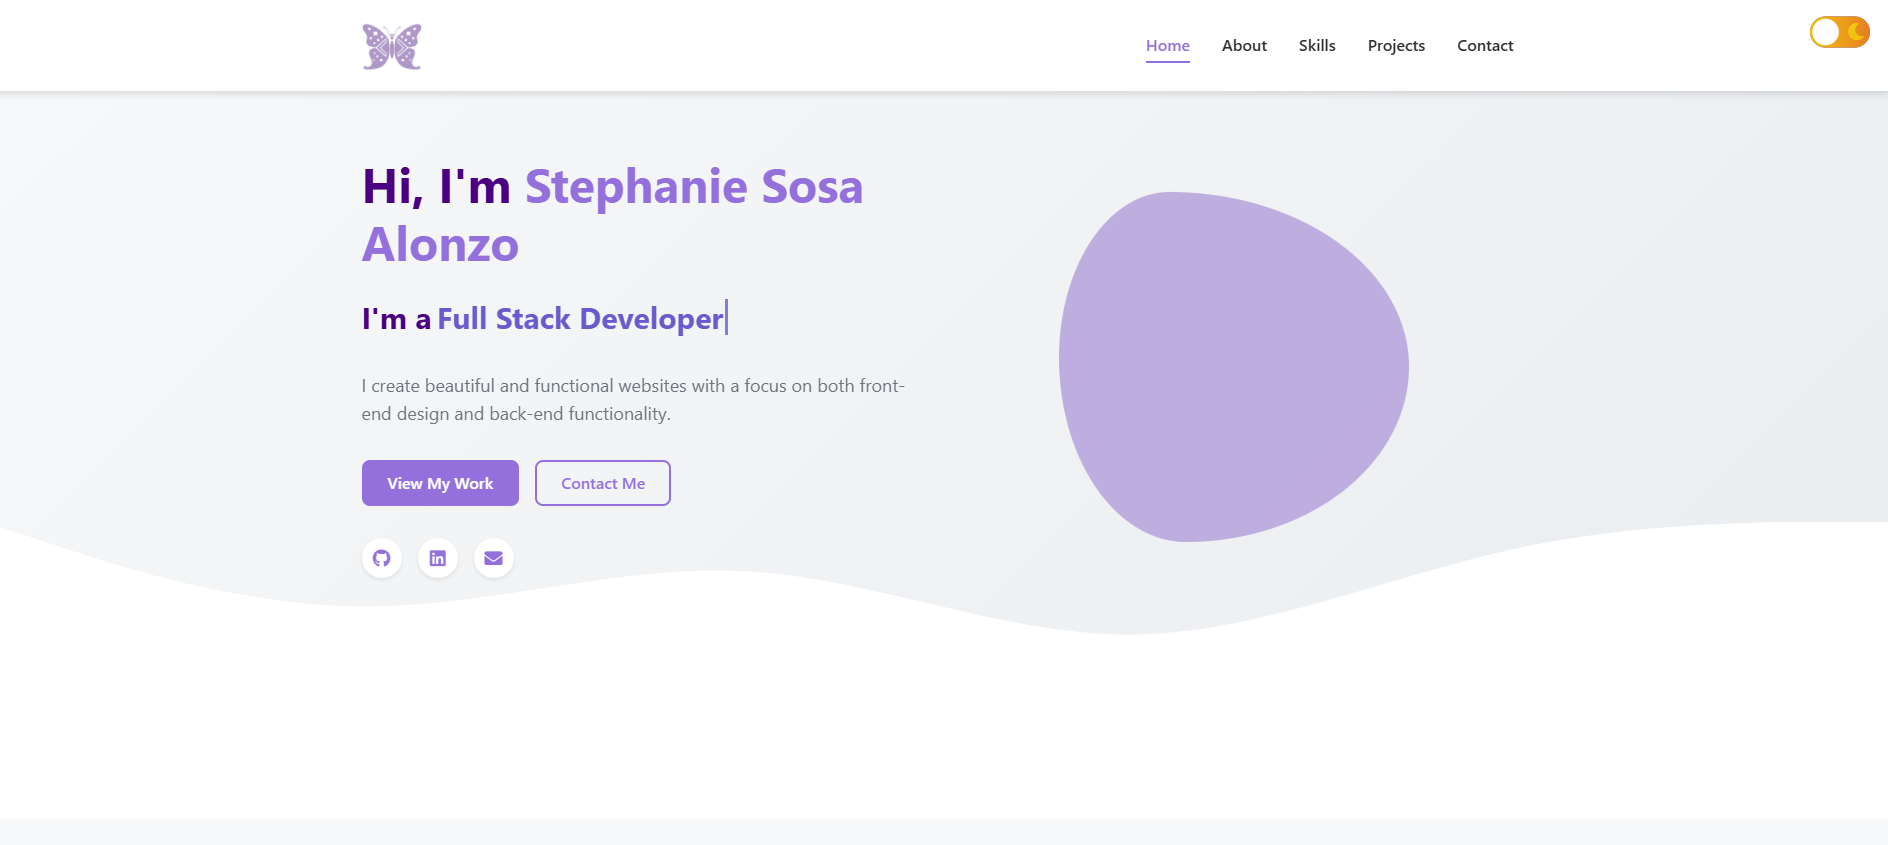 Home About Skills Projects Contact
Hi, I'm Stephanie Sosa
Alonzo
I'm a Full Stack Developer
I create beautiful and functional websites with a focus on both front-
end design and back-end functionality.
View My Work Contact Me